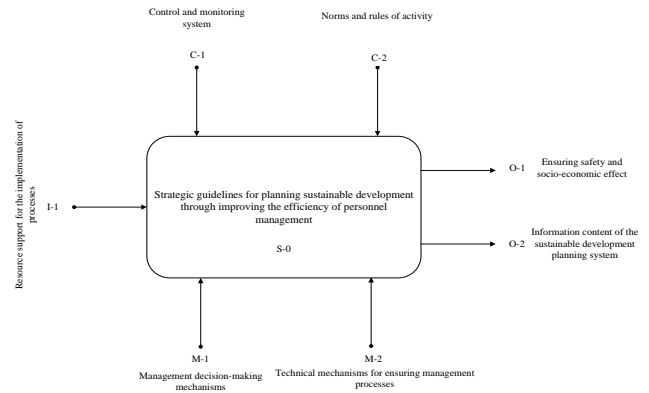 Control and monitoring
system
C-1
Norms and rules of activity
C-2
Resource support for the implementation of
processes
I-1
Strategic guidelines for planning sustainable development
through improving the efficiency of personnel
management
S-0
O-1
Ensuring safety and
socio-economic effect
O-2
Information content of the
sustainable development
planning system
M-1
Management decision-making
mechanisms
M-2
Technical mechanisms for ensuring management
processes